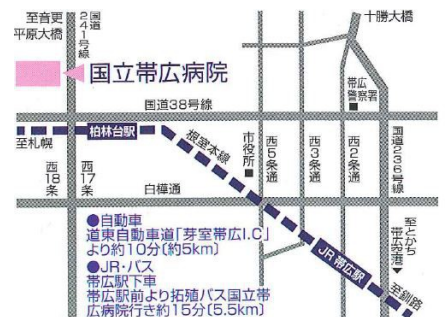 至音更
平原大橋
国道
241号線
十勝大橋
国立帯広病院
帯広
警察署
国道38号線
至札幌
柏林台駅
根室本線
市役所
西5条通
西3条通
西2条通
国道236号線
西18条
西17条
白樺通
至とかち
帯広空港
●自動車
道東自動車道「芽室帯広I.C」
より約10分(約5km)
●JR・バス
帯広駅下車
帯広駅前より拓殖バス国立帯
広病院行き約15分(5.5km)
JR帯広駅
至釧路